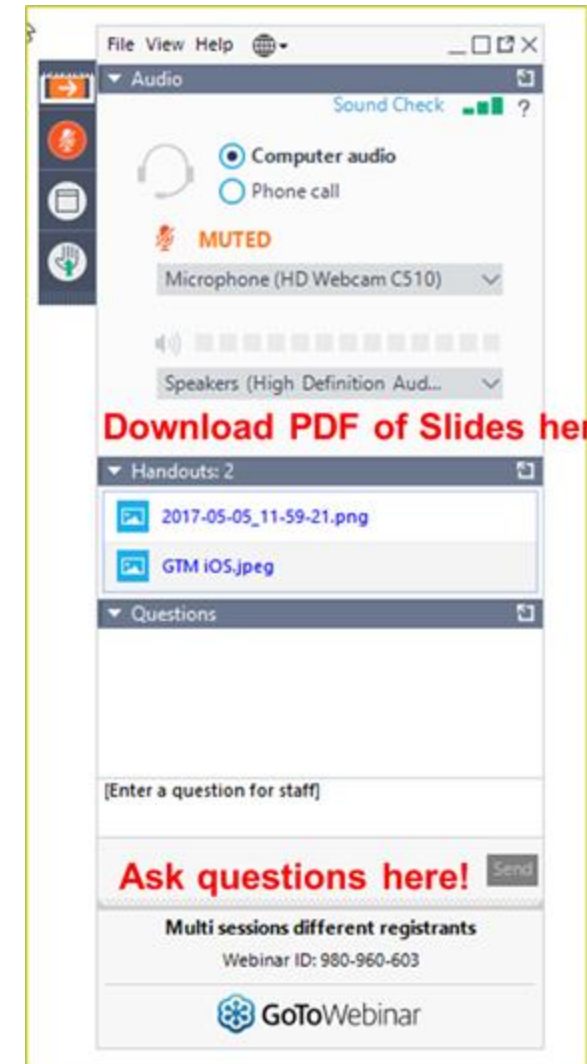 File View Help
Audio
Sound Check ?
Computer audio
Phone call
MUTED
Microphone (HD Webcam C510)
Speakers (High Definition Aud...
Download PDF of Slides her
Handouts: 2
2017-05-05_11-59-21.png
GTM iOS.jpeg
Questions
[Enter a question for staff]
Ask questions here! Send
Multi sessions different registrants
Webinar ID: 980-960-603
GoToWebinar